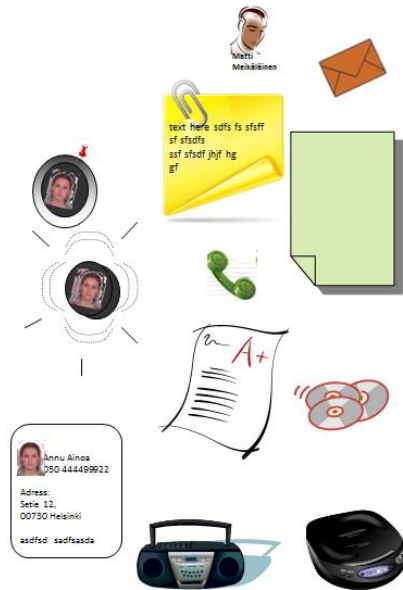 Matti
Meikäläinen
text here sdfs fs sfsff
sf sfsdfs
ssf sfsdf jhjf hg
gf
A+
Annu Ainoa
050 444499922
Adress:
Setie 12,
00730 Helsinki
asdfsd sadfsasda